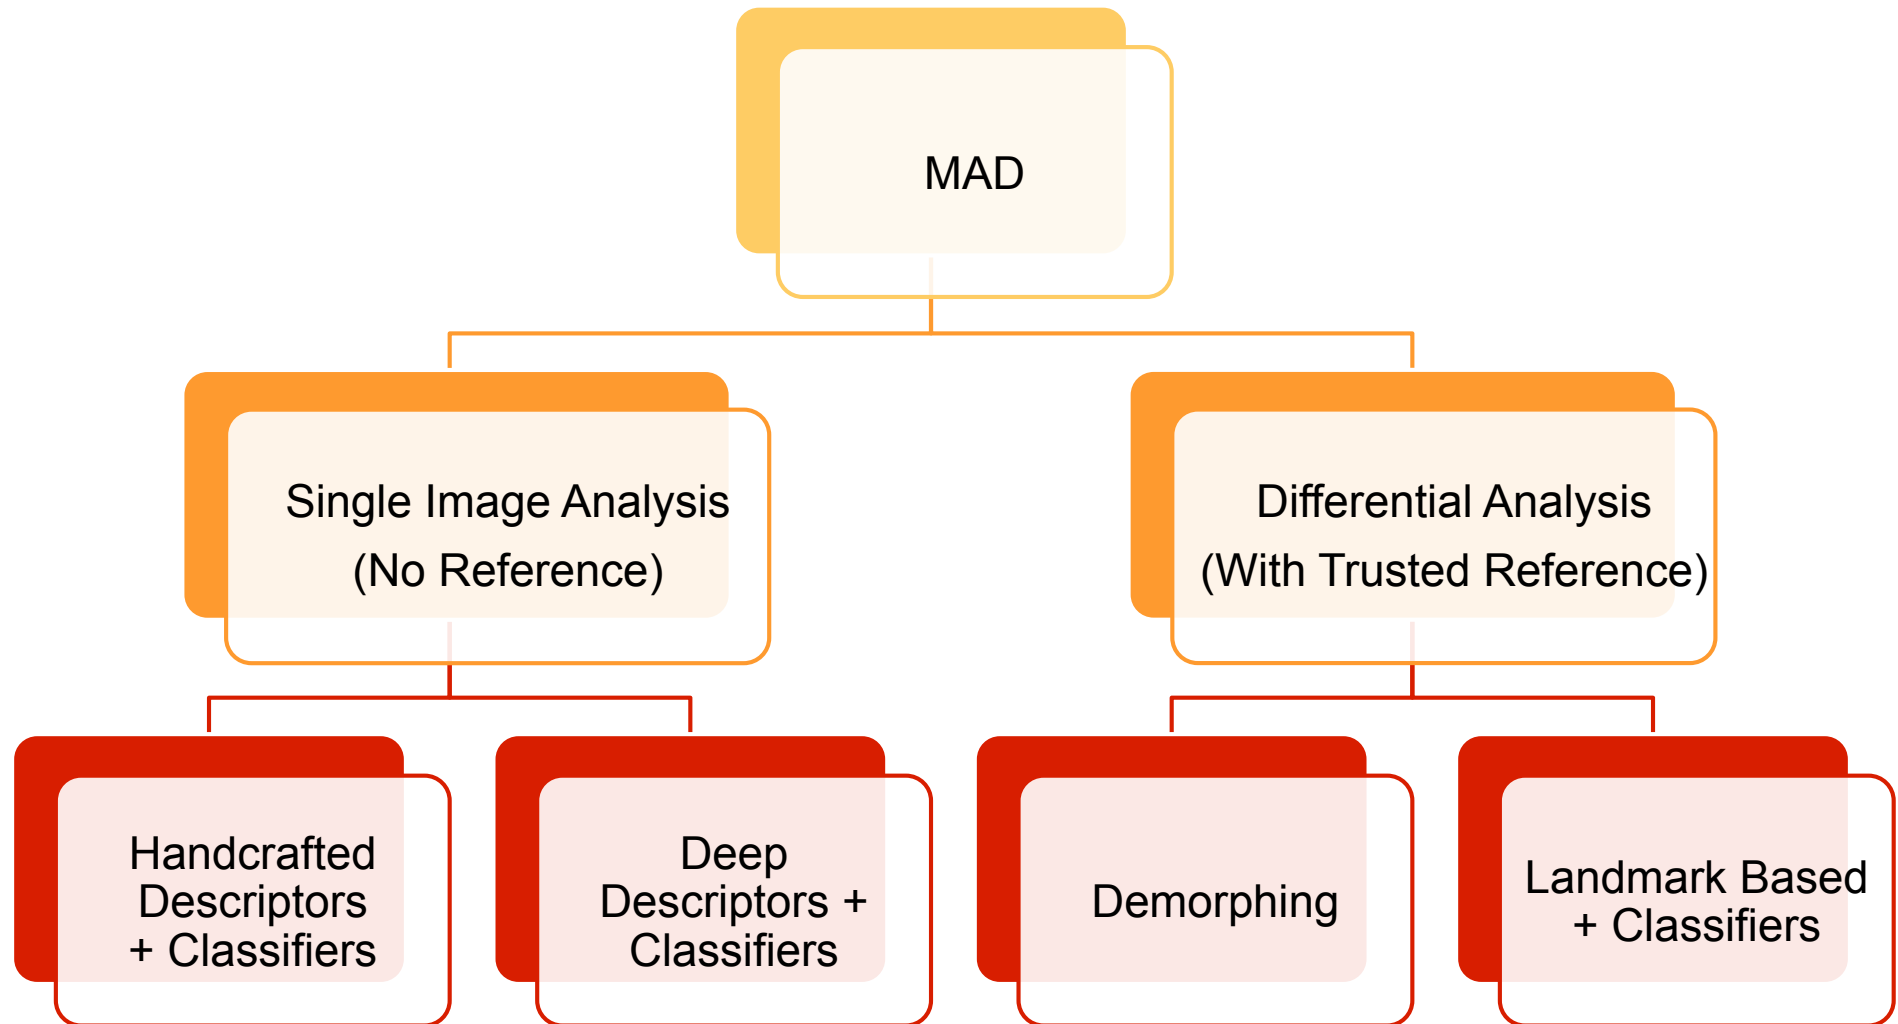 MAD
Single Image Analysis
(No Reference)
Differential Analysis
(With Trusted Reference)
Handcrafted
Descriptors
+ Classifiers
Deep
Descriptors +
Classifiers
Demorphing
Landmark Based
+ Classifiers